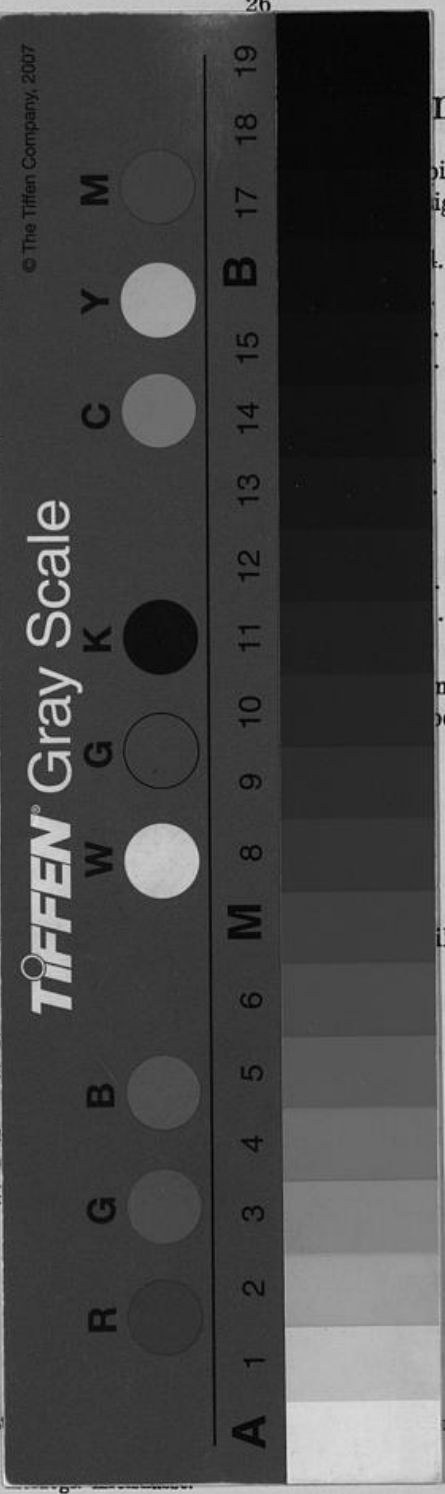 26
TIFFEN® Gray Scale
© The Tiffen Company, 2007
R G B W G K C Y M
A 1 2 3 4 5 6 M 8 9 10 11 12 13 14 15 B 17 18 19